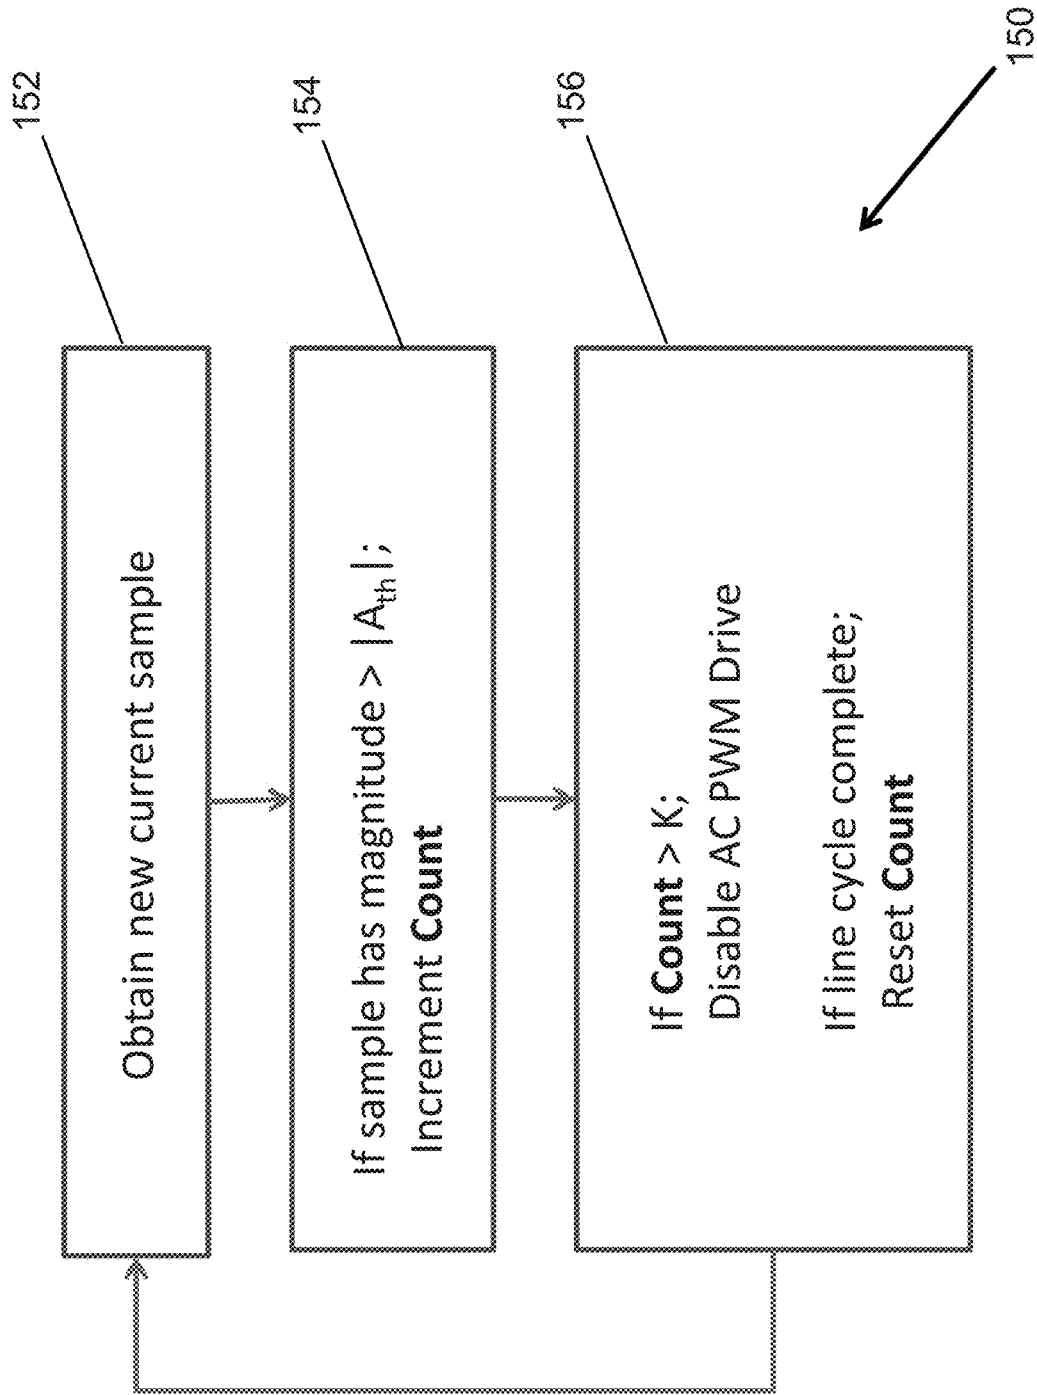 152
Obtain new current sample
154
If sample has magnitude > |Ath|;
Increment Count
156
If Count > K;
Disable AC PWM Drive
If line cycle complete;
Reset Count
150